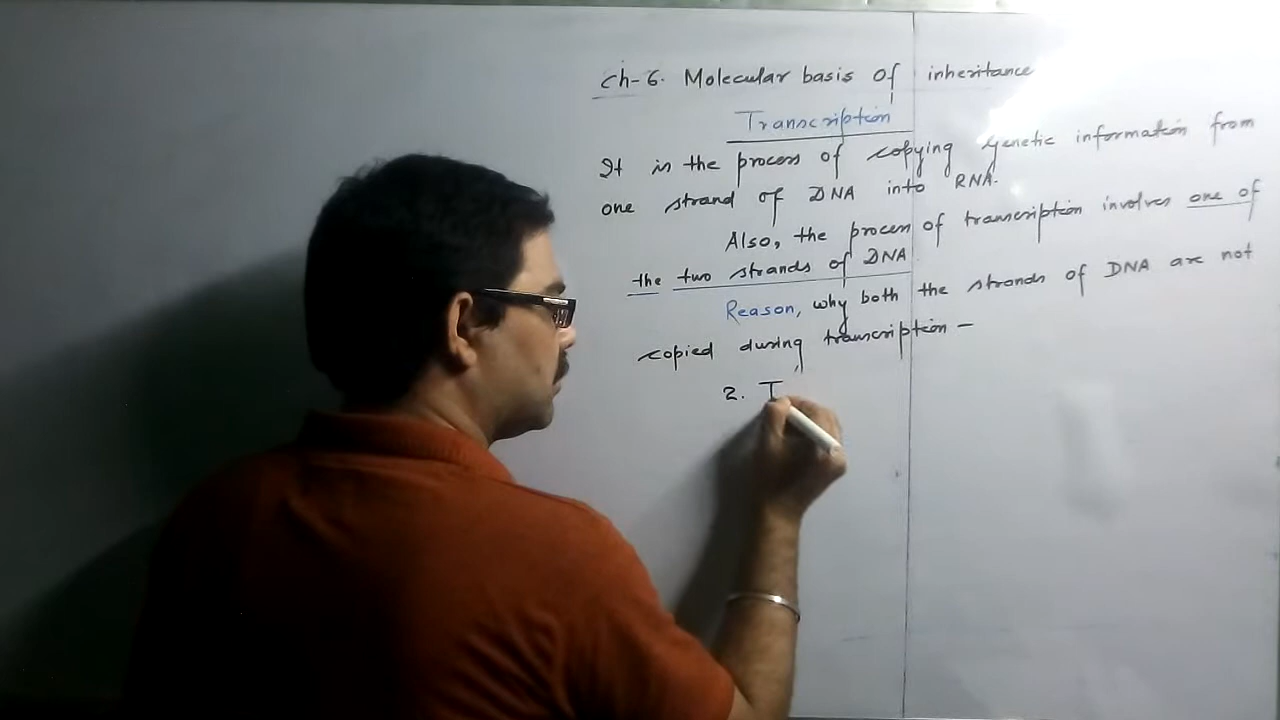 Ch-6. Molecular basis of inheritance
Transcription
It is the process of copying genetic information from
one strand of DNA into RNA.
Also, the process of transcription involves one of
the two strands of DNA
Reason, why both the strands of DNA are not
copied during transcription –
2. I